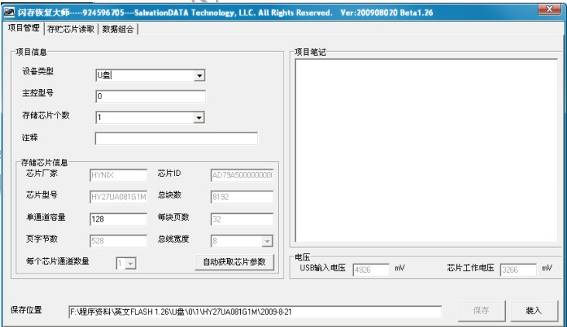 闪存恢复大师----924596705----SalvationDATA Technology, LLC. All Rights Reserved. Ver:200908020 Beta1.26
项目管理 存贮芯片读取 数据组合
项目信息
设备类型 U盘
主控型号 0
存储芯片个数 1
注释
存储芯片信息
芯片厂家 HYNIX 芯片ID AD79A500000000
芯片型号 HY27UA081G1M 总块数 8192
单通道容量 128 每块页数 32
页字节数 528 总线宽度 8
每个芯片通道数量 1 自动获取芯片参数
项目笔记
电压
USB输入电压 4826 mV 芯片工作电压 3266 mV
保存位置 F:\程序资料\英文FLASH 1.26\U盘\0\1\HY27UA081G1M\2009-8-21 保存 装入